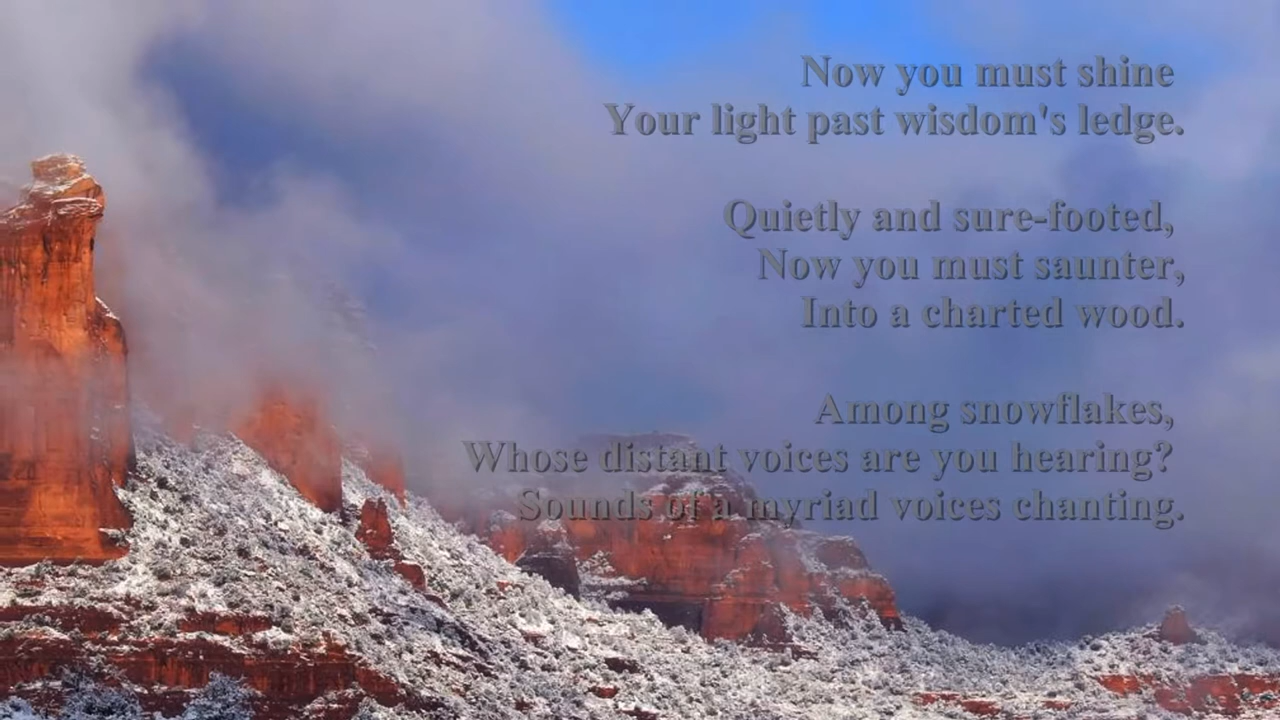 Now you must shine
Your light past wisdom's ledge.
Quietly and sure-footed,
Now you must saunter,
Into a charted wood.
Among snowflakes,
Whose distant voices are you hearing?
Sounds of a myriad voices chanting.